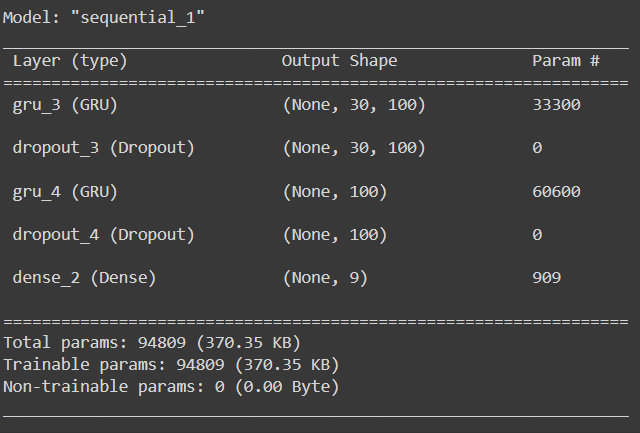 Model: "sequential_1"
_________________________________________________________________
Layer (type) Output Shape Param #
=================================================================
gru_3 (GRU) (None, 30, 100) 33300
dropout_3 (Dropout) (None, 30, 100) 0
gru_4 (GRU) (None, 100) 60600
dropout_4 (Dropout) (None, 100) 0
dense_2 (Dense) (None, 9) 909
=================================================================
Total params: 94809 (370.35 KB)
Trainable params: 94809 (370.35 KB)
Non-trainable params: 0 (0.00 Byte)
_________________________________________________________________